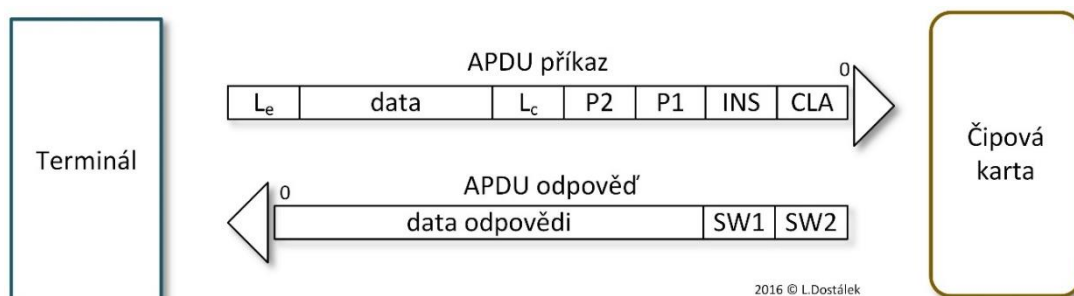 APDU příkaz
0
Lₑ data L꜀ P2 P1 INS CLA
Terminál
Čipová
karta
APDU odpověď
0
data odpovědi SW1 SW2
2016 © L.Dostálek